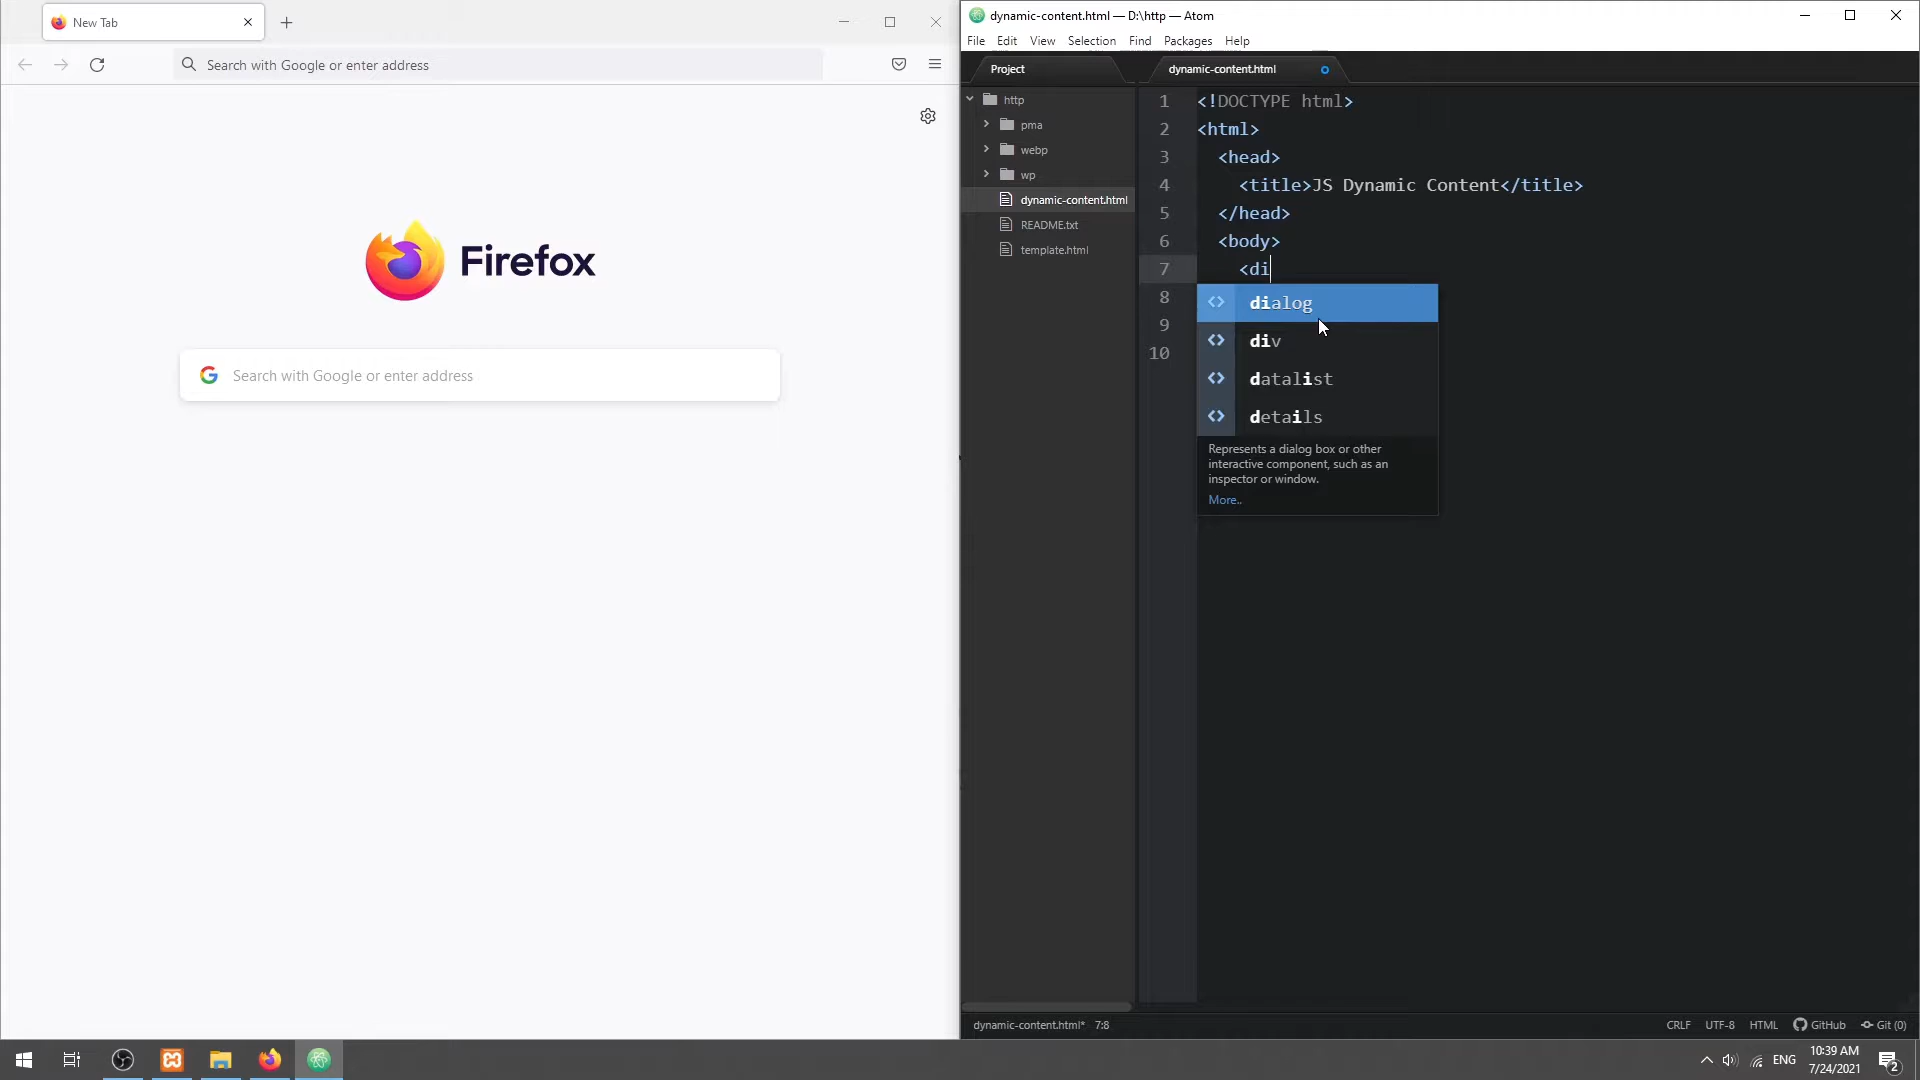 New Tab
Search with Google or enter address
Firefox
Search with Google or enter address
dynamic-content.html — D:\http — Atom
File Edit View Selection Find Packages Help
Project
dynamic-content.html
http
pma
webp
wp
dynamic-content.html
README.txt
template.html
1 <!DOCTYPE html>
2 <html>
3 <head>
4 <title>JS Dynamic Content</title>
5 </head>
6 <body>
7 <di
8
9
10
<> dialog
<> div
<> datalist
<> details
Represents a dialog box or other
interactive component, such as an
inspector or window.
More..
dynamic-content.html* 7:8
CRLF UTF-8 HTML GitHub Git (0)
ENG
10:39 AM
7/24/2021
2